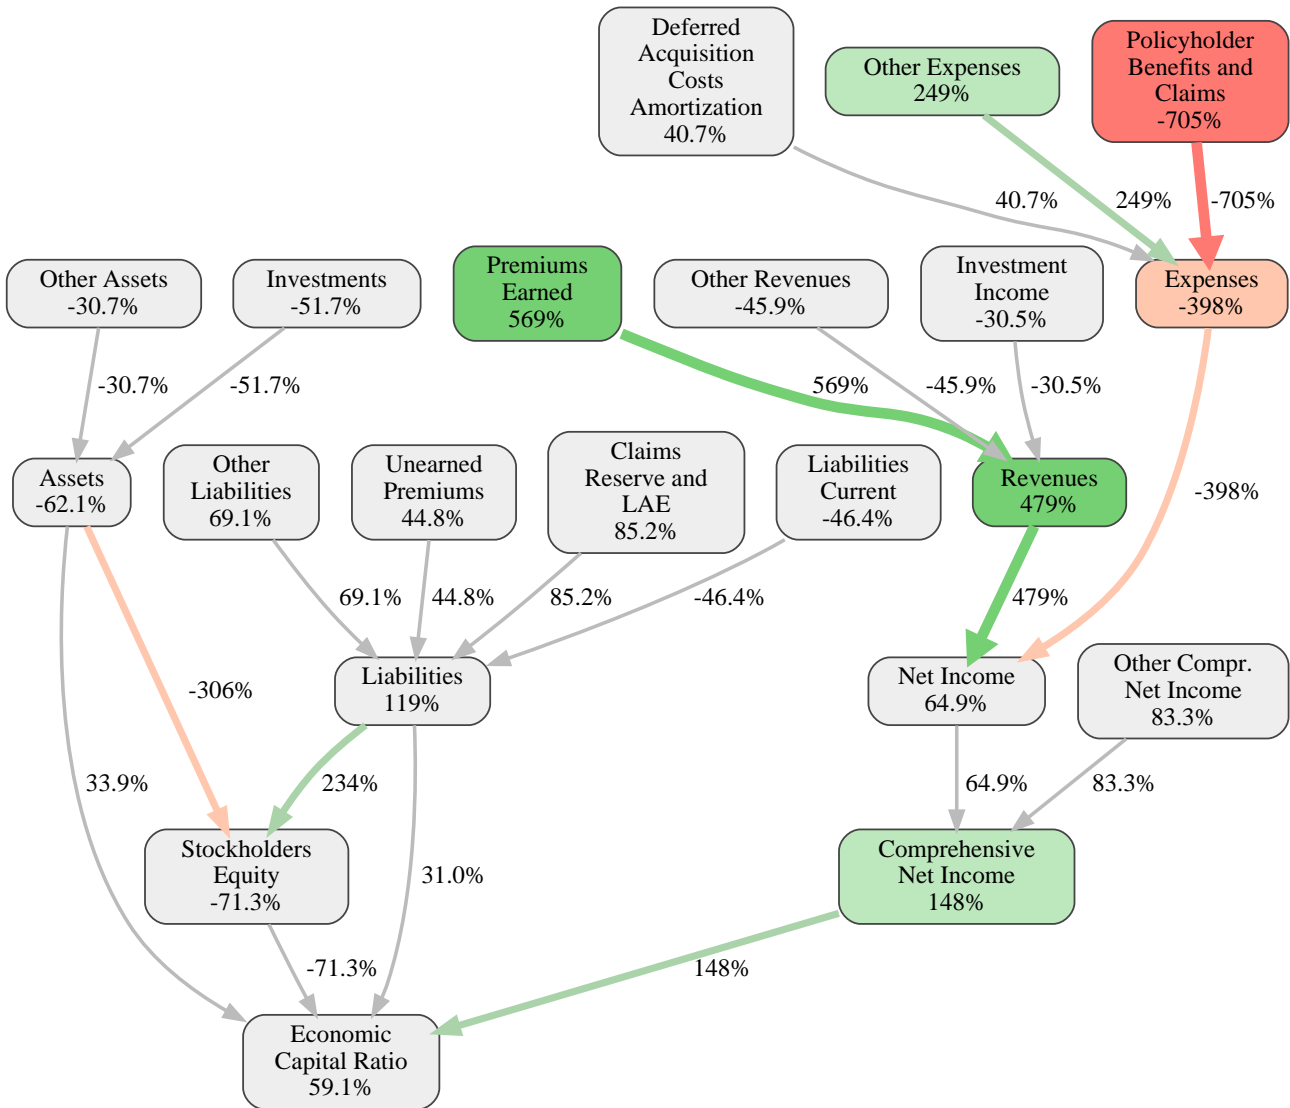 Deferred
Acquisition
Costs
Amortization
40.7%
Other Expenses
249%
Policyholder
Benefits and
Claims
-705%
40.7%
249%
-705%
Other Assets
-30.7%
Investments
-51.7%
Premiums
Earned
569%
Other Revenues
-45.9%
Investment
Income
-30.5%
Expenses
-398%
-30.7%
-51.7%
569%
-45.9%
-30.5%
-398%
Assets
-62.1%
Other
Liabilities
69.1%
Unearned
Premiums
44.8%
Claims
Reserve and
LAE
85.2%
Liabilities
Current
-46.4%
Revenues
479%
69.1%
44.8%
85.2%
-46.4%
479%
-306%
Liabilities
119%
Net Income
64.9%
Other Compr.
Net Income
83.3%
33.9%
234%
64.9%
83.3%
Stockholders
Equity
-71.3%
31.0%
Comprehensive
Net Income
148%
-71.3%
148%
Economic
Capital Ratio
59.1%